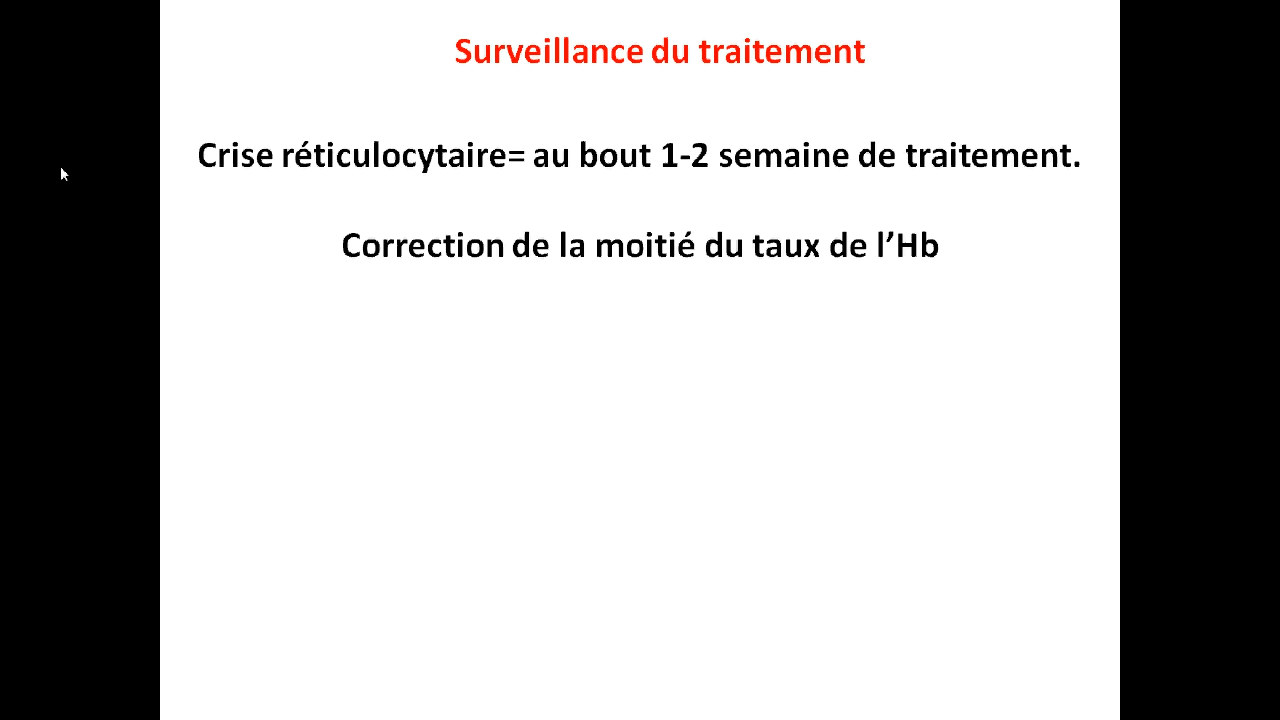 Surveillance du traitement
Crise réticulocytaire= au bout 1-2 semaine de traitement.
Correction de la moitié du taux de l’Hb